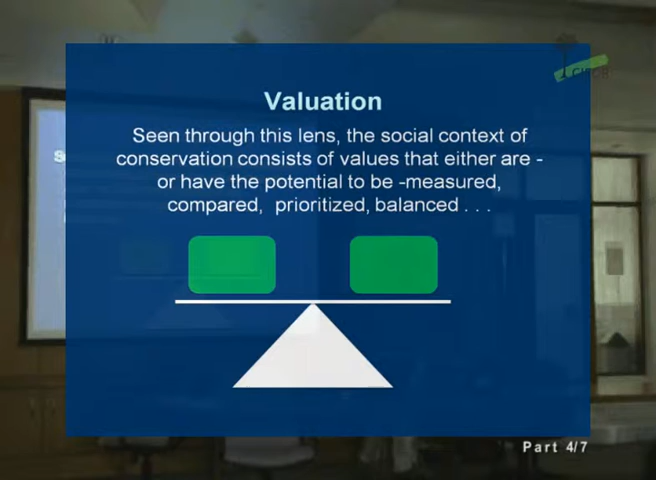 Valuation
Seen through this lens, the social context of
conservation consists of values that either are -
or have the potential to be -measured,
compared, prioritized, balanced . . .
Part 4/7